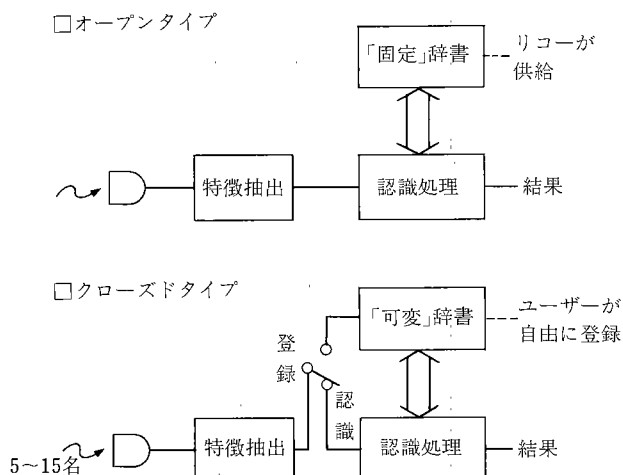 □オープンタイプ
「固定」辞書
リコーが
供給
特徴抽出
認識処理
結果
□クローズドタイプ
「可変」辞書
ユーザーが
自由に登録
登録
認識
5~15名
特徴抽出
認識処理
結果